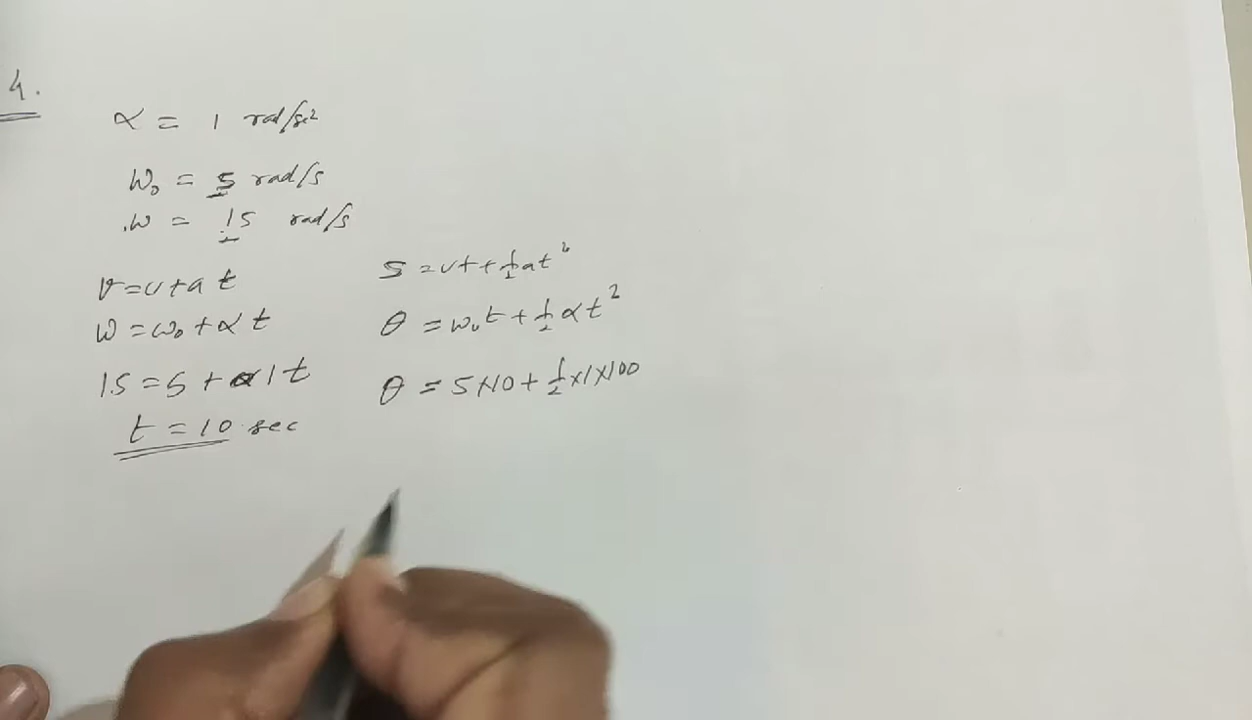 4.
α = 1 rad/sec²
ω₀ = 5 rad/s
ω = 15 rad/s
v=u+at
ω=ω₀+αt
15=5+α1t
t=10 sec
S=ut+½at²
θ=ω₀t+½αt²
θ=5×10+½×1×100